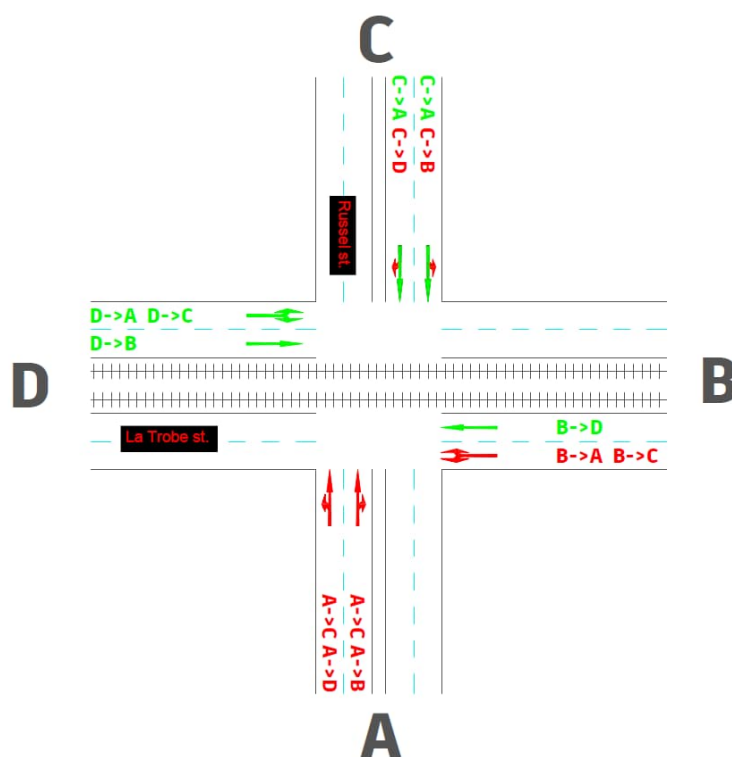 C
C->A C->D
C->A C->B
Russel st.
D->A D->C
D->B
D
B
La Trobe st.
B->D
B->A B->C
A->C A->D
A->C A->B
A